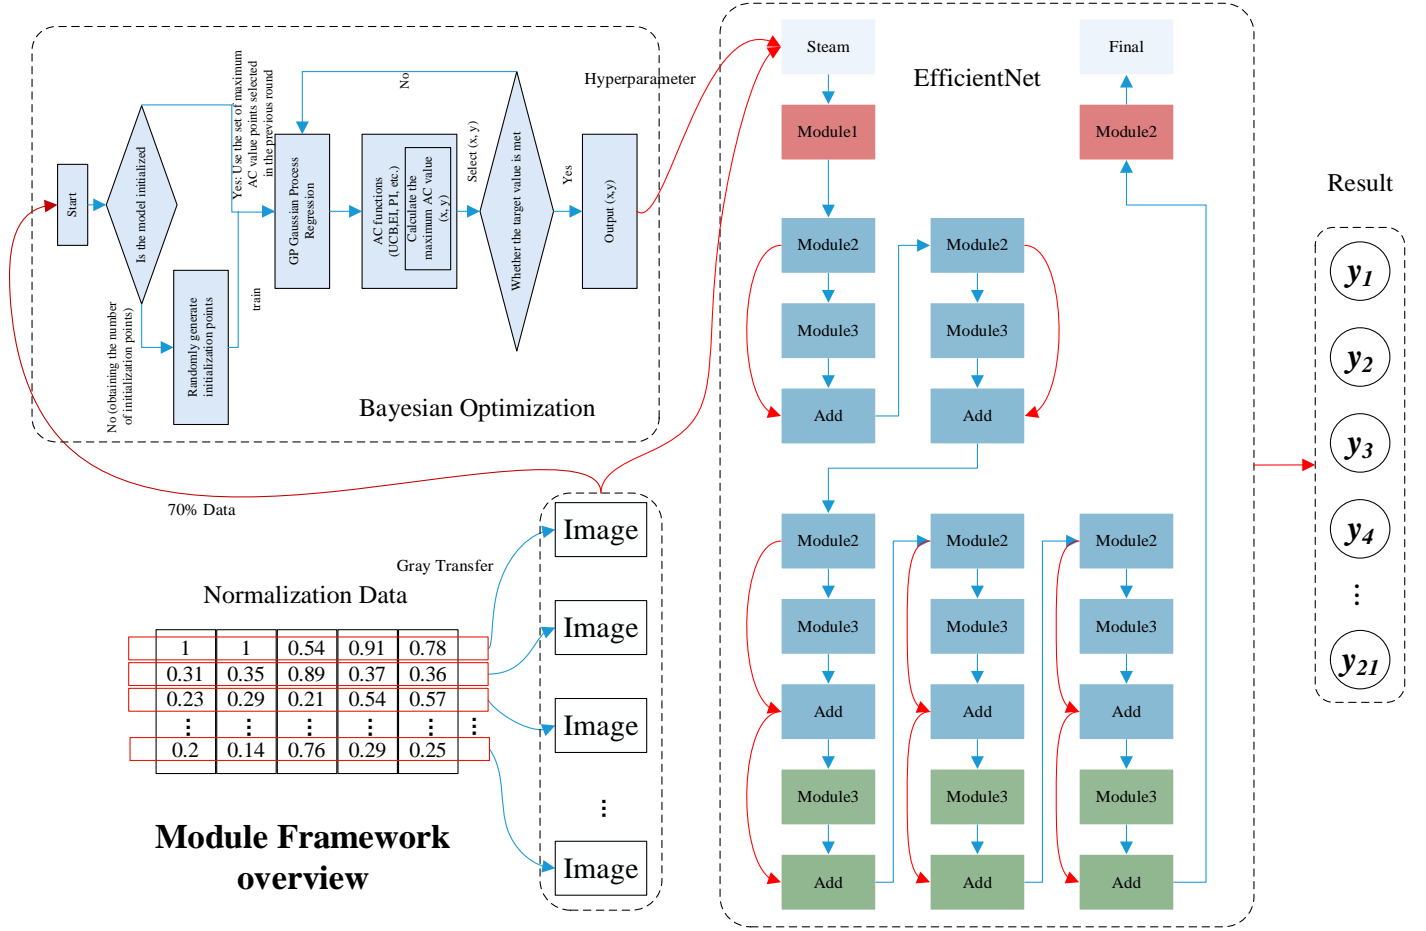 Start
Is the model initialized
Yes: Use the set of maximum
AC value points selected
in the previous round
No (obtaining the number
of initialization points)
Randomly generate
initialization points
train
GP Gaussian Process
Regression
No
AC functions
(UCB,EI, PI, etc.)
Calculate the
maximum AC value
(x, y)
Select (x, y)
Whether the target value is met
Yes
Output (x,y)
Hyperparameter
Bayesian Optimization
70% Data
Gray Transfer
Normalization Data
1 1 0.54 0.91 0.78
0.31 0.35 0.89 0.37 0.36
0.23 0.29 0.21 0.54 0.57
⋮ ⋮ ⋮ ⋮ ⋮ ⋮
0.2 0.14 0.76 0.29 0.25
Module Framework
overview
Image
Image
Image
⋮
Image
EfficientNet
Steam
Module1
Module2
Module3
Add
Module2
Module3
Add
Module2
Module3
Add
Module3
Add
Module2
Module3
Add
Module3
Add
Module2
Module3
Add
Module3
Add
Module2
Final
Result
y1
y2
y3
y4
⋮
y21